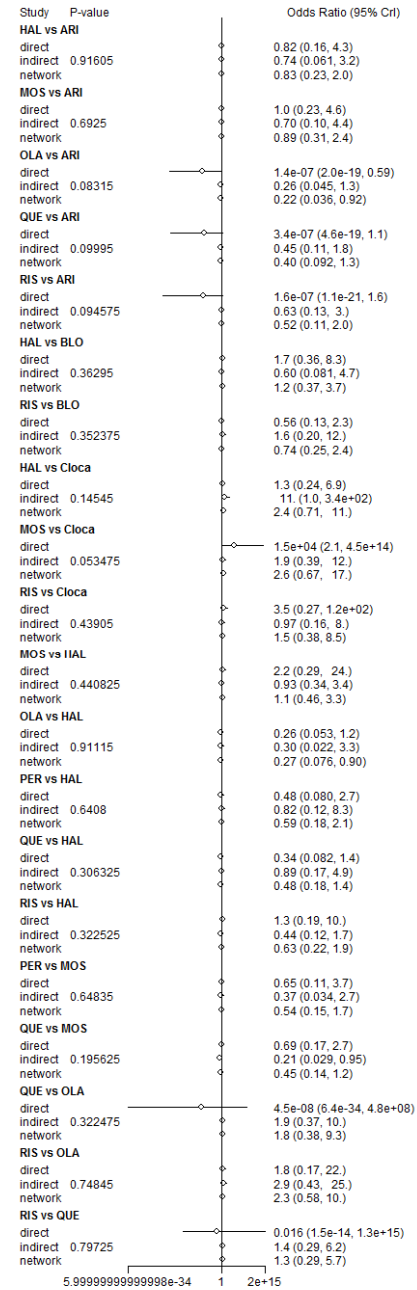 Study P-value Odds Ratio (95% CrI)
HAL vs ARI
direct 0.82 (0.16, 4.3)
indirect 0.91605 0.74 (0.061, 3.2)
network 0.83 (0.23, 2.0)
MOS vs ARI
direct 1.0 (0.23, 4.6)
indirect 0.6925 0.70 (0.10, 4.4)
network 0.89 (0.31, 2.4)
OLA vs ARI
direct 1.4e-07 (2.0e-19, 0.59)
indirect 0.08315 0.26 (0.045, 1.3)
network 0.22 (0.036, 0.92)
QUE vs ARI
direct 3.4e-07 (4.6e-19, 1.1)
indirect 0.09995 0.45 (0.11, 1.8)
network 0.40 (0.092, 1.3)
RIS vs ARI
direct 1.6e-07 (1.1e-21, 1.6)
indirect 0.094575 0.63 (0.13, 3.)
network 0.52 (0.11, 2.0)
HAL vs BLO
direct 1.7 (0.36, 8.3)
indirect 0.36295 0.60 (0.081, 4.7)
network 1.2 (0.37, 3.7)
RIS vs BLO
direct 0.56 (0.13, 2.3)
indirect 0.352375 1.6 (0.20, 12.)
network 0.74 (0.25, 2.4)
HAL vs Cloca
direct 1.3 (0.24, 6.9)
indirect 0.14545 11. (1.0, 3.4e+02)
network 2.4 (0.71, 11.)
MOS vs Cloca
direct 1.5e+04 (2.1, 4.5e+14)
indirect 0.053475 1.9 (0.39, 12.)
network 2.6 (0.67, 17.)
RIS vs Cloca
direct 3.5 (0.27, 1.2e+02)
indirect 0.43905 0.97 (0.16, 8.)
network 1.5 (0.38, 8.5)
MOS vs HAL
direct 2.2 (0.29, 24.)
indirect 0.440825 0.93 (0.34, 3.4)
network 1.1 (0.46, 3.3)
OLA vs HAL
direct 0.26 (0.053, 1.2)
indirect 0.91115 0.30 (0.022, 3.3)
network 0.27 (0.076, 0.90)
PER vs HAL
direct 0.48 (0.080, 2.7)
indirect 0.6408 0.82 (0.12, 8.3)
network 0.59 (0.18, 2.1)
QUE vs HAL
direct 0.34 (0.082, 1.4)
indirect 0.306325 0.89 (0.17, 4.9)
network 0.48 (0.18, 1.4)
RIS vs HAL
direct 1.3 (0.19, 10.)
indirect 0.322525 0.44 (0.12, 1.7)
network 0.63 (0.22, 1.9)
PER vs MOS
direct 0.65 (0.11, 3.7)
indirect 0.64835 0.37 (0.034, 2.7)
network 0.54 (0.15, 1.7)
QUE vs MOS
direct 0.69 (0.17, 2.7)
indirect 0.195625 0.21 (0.029, 0.95)
network 0.45 (0.14, 1.2)
QUE vs OLA
direct 4.5e-08 (6.4e-34, 4.8e+08)
indirect 0.322475 1.9 (0.37, 10.)
network 1.8 (0.38, 9.3)
RIS vs OLA
direct 1.8 (0.17, 22.)
indirect 0.74845 2.9 (0.43, 25.)
network 2.3 (0.58, 10.)
RIS vs QUE
direct 0.016 (1.5e-14, 1.3e+15)
indirect 0.79725 1.4 (0.29, 6.2)
network 1.3 (0.29, 5.7)
5.99999999999998e-34 1 2e+15